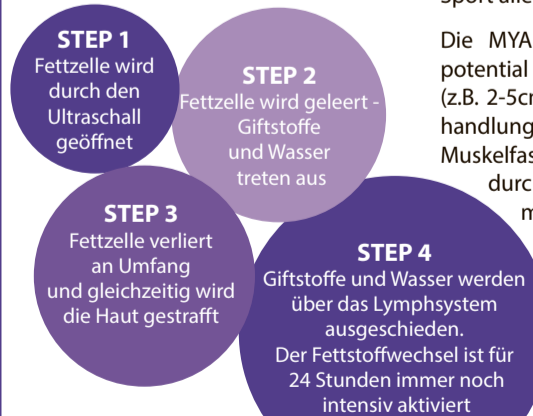 STEP 1
Fettzelle wird
durch den
Ultraschall
geöffnet
STEP 2
Fettzelle wird geleert -
Giftstoffe
und Wasser
treten aus
STEP 3
Fettzelle verliert
an Umfang
und gleichzeitig wird
die Haut gestrafft
STEP 4
Giftstoffe und Wasser werden
über das Lymphsystem
ausgeschieden.
Der Fettstoffwechsel ist für
24 Stunden immer noch
intensiv aktiviert
Die MYA
potential
(z.B. 2-5cm
handlung
Muskelfas
durc